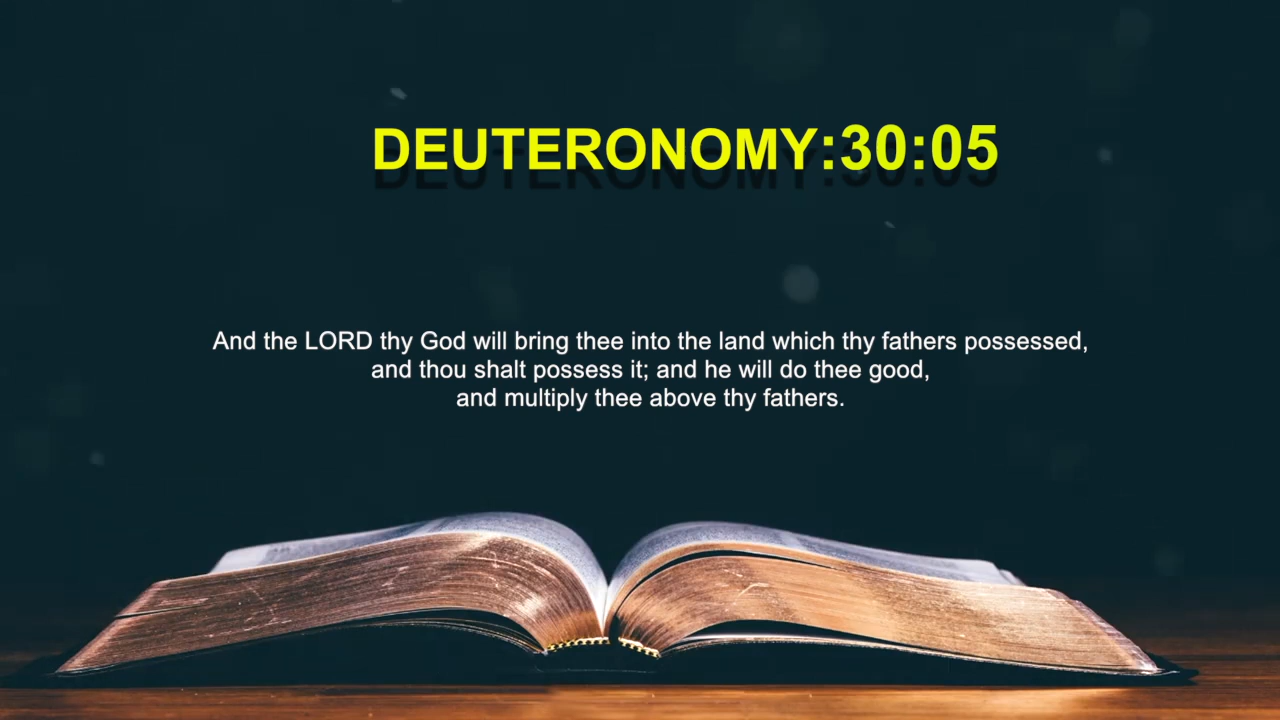 DEUTERONOMY:30:05
And the LORD thy God will bring thee into the land which thy fathers possessed,
and thou shalt possess it; and he will do thee good,
and multiply thee above thy fathers.